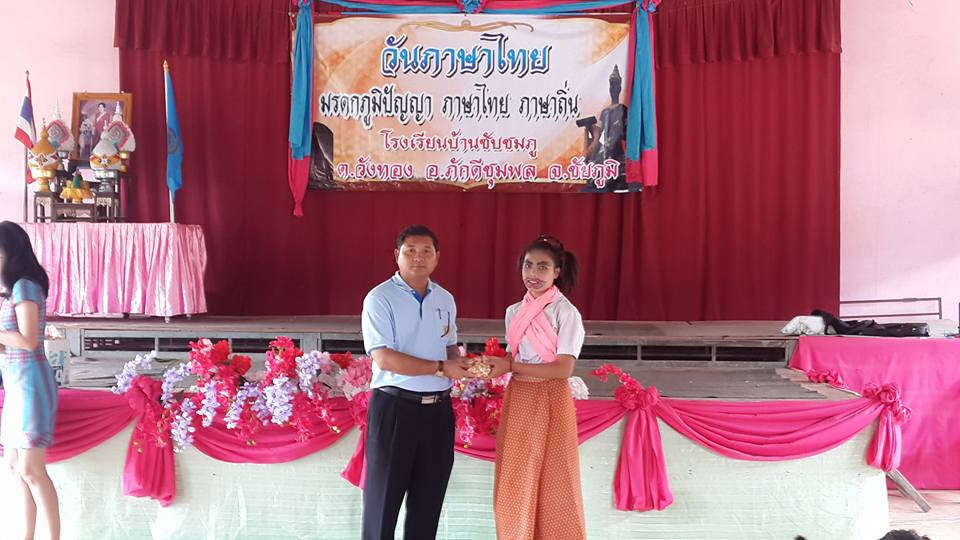 วันภาษาไทย
มรดกภูมิปัญญา ภาษาไทย ภาษาถิ่น
โรงเรียนบ้านซับชมภู
ต.วังทอง อ.ภักดีชุมพล จ.ชัยภูมิ